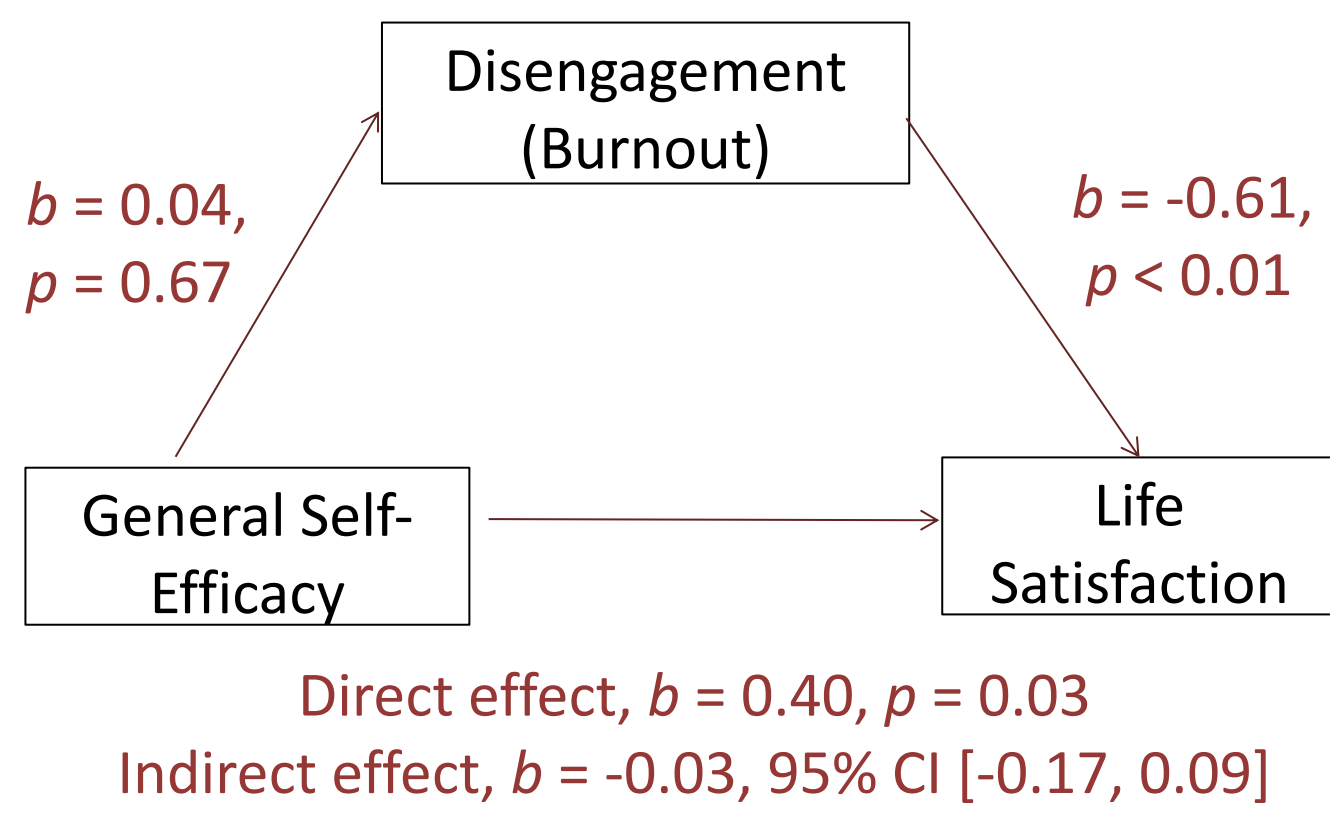 Disengagement
(Burnout)
b = 0.04,
p = 0.67
b = -0.61,
p < 0.01
General Self-
Efficacy
Life
Satisfaction
Direct effect, b = 0.40, p = 0.03
Indirect effect, b = -0.03, 95% CI [-0.17, 0.09]